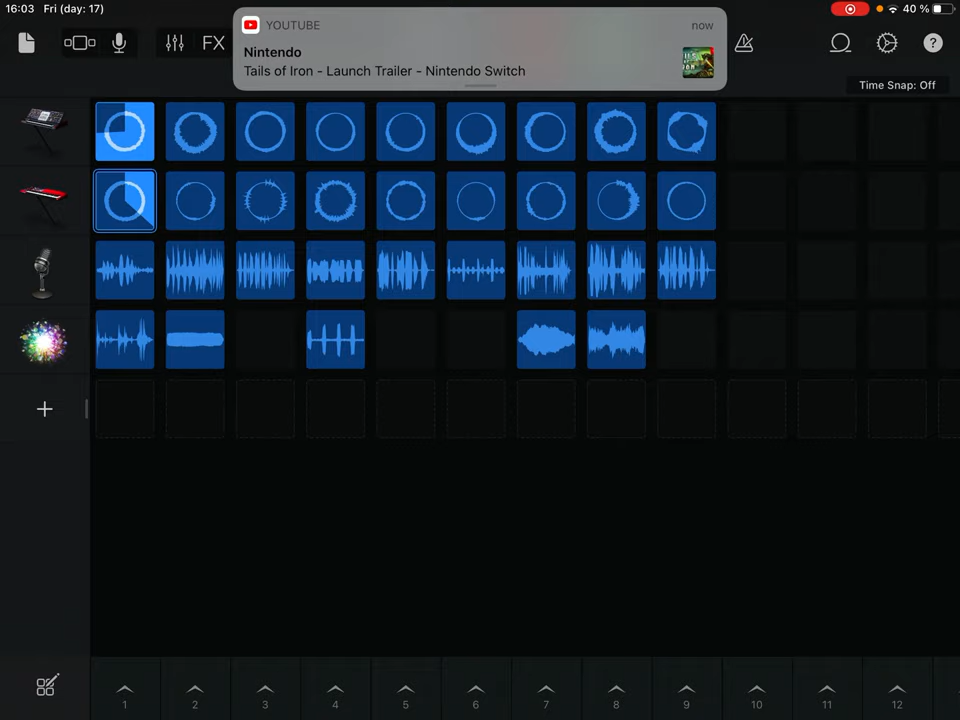 16:03 Fri (day: 17)
40 %
YOUTUBE
now
Nintendo
Tails of Iron – Launch Trailer – Nintendo Switch
FX
?
Time Snap: Off
1 2 3 4 5 6 7 8 9 10 11 12